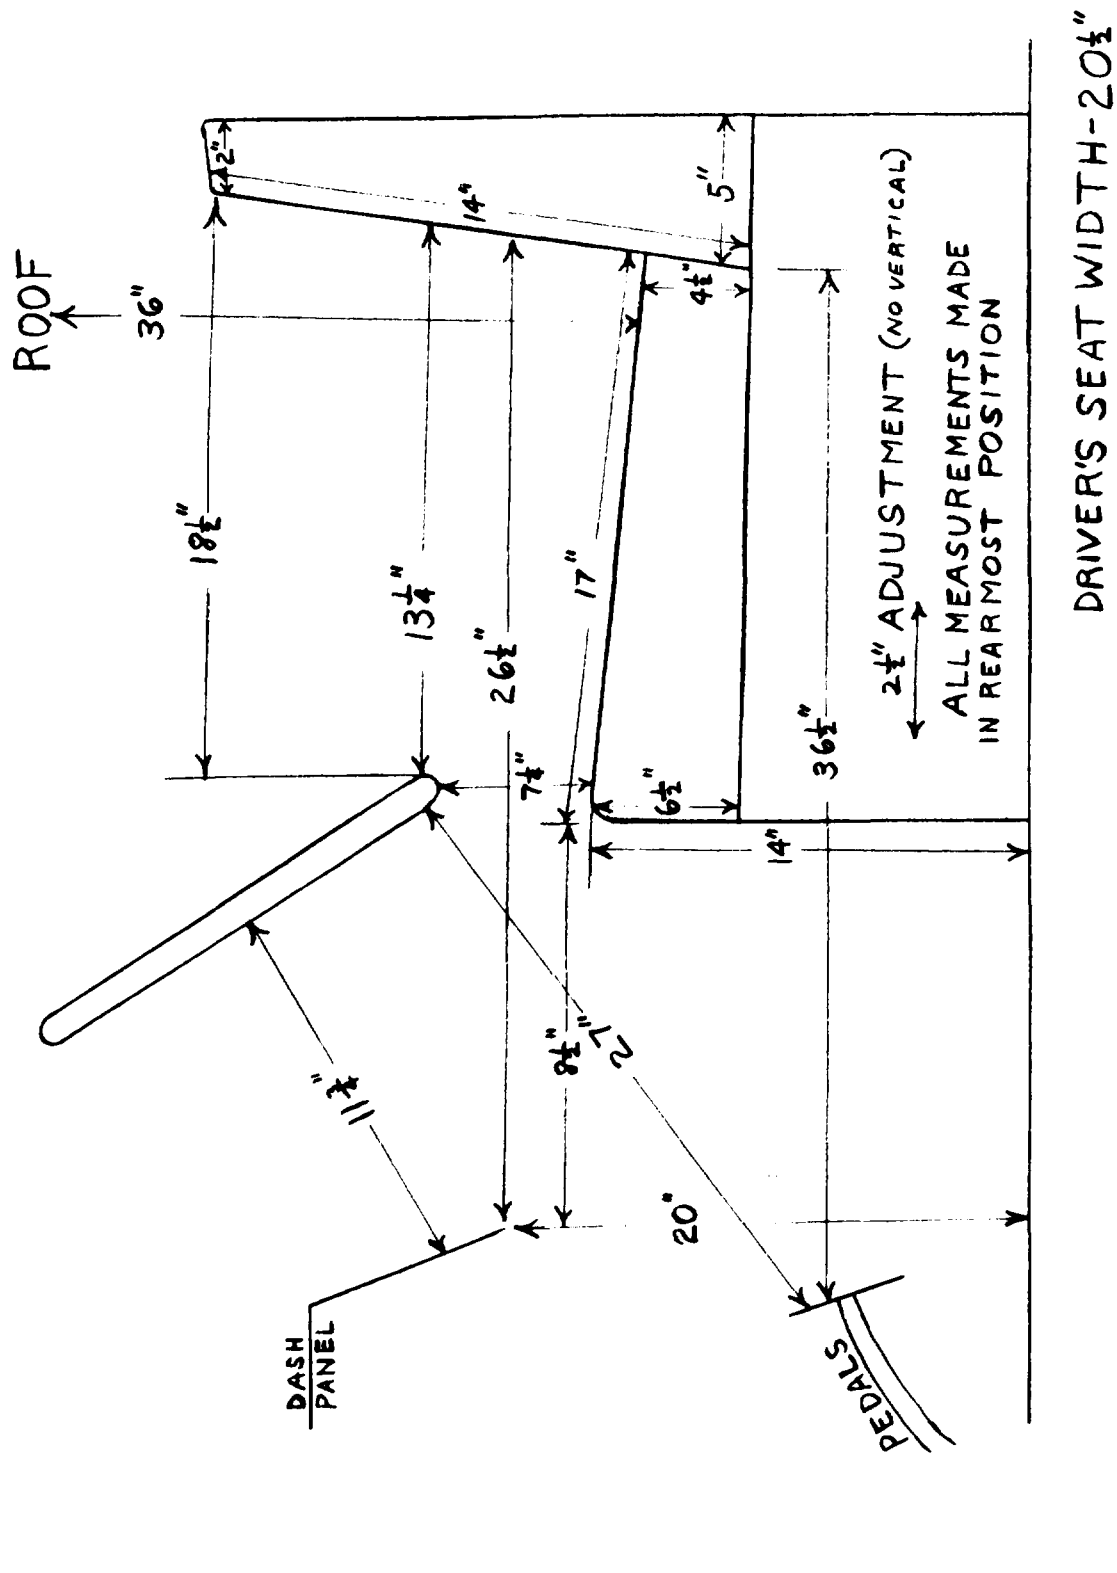 ROOF
36"
18½"
2"
14"
13¼"
26½"
17"
5"
4½"
7¼"
6½"
14"
11¾"
8½"
27"
20"
36½"
DASH
PANEL
PEDALS
2½" ADJUSTMENT (NO VERTICAL)
ALL MEASUREMENTS MADE
IN REARMOST POSITION
DRIVER'S SEAT WIDTH-20½"